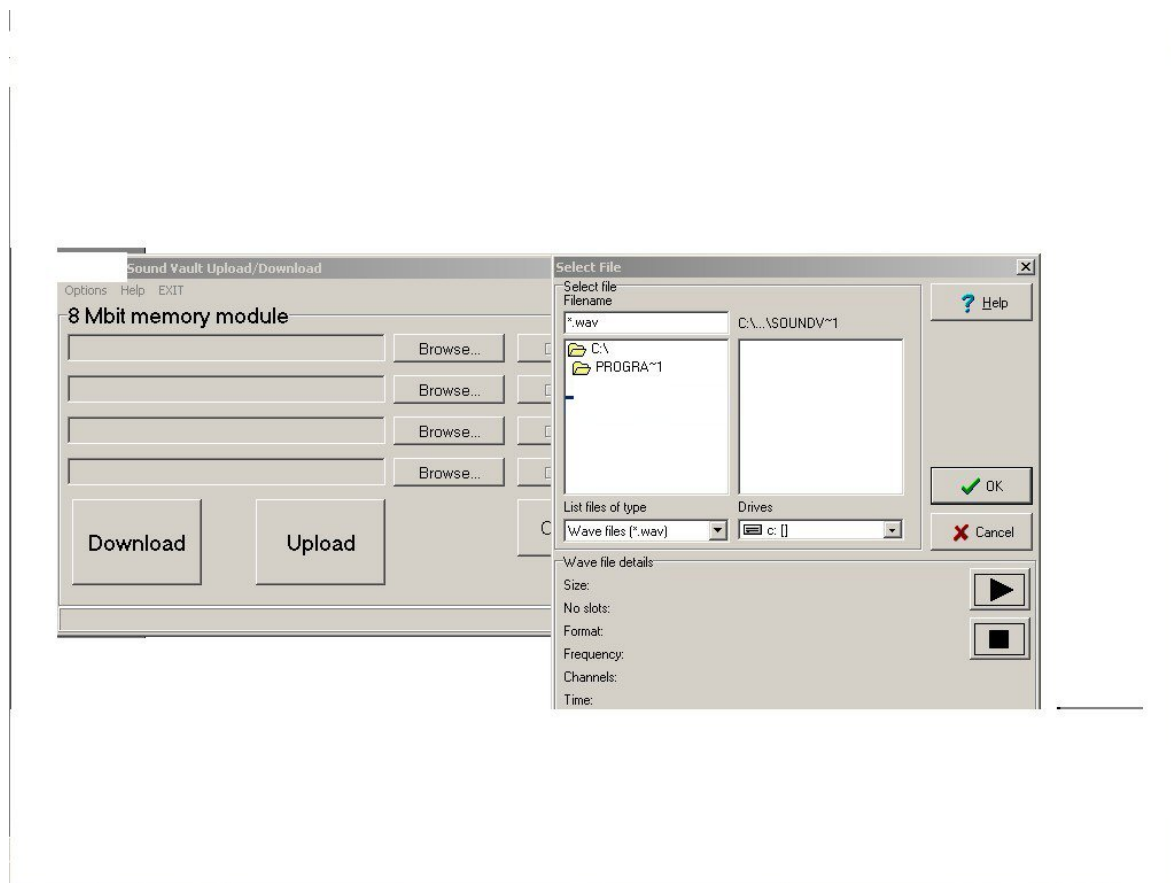 Sound Vault Upload/Download
Options Help EXIT
8 Mbit memory module
Browse...
Browse...
Browse...
Browse...
Download
Upload
Select File
Select file
Filename
*.wav
C:\...\SOUNDV~1
C:\
PROGRA~1
List files of type
Drives
Wave files (*.wav)
c: []
Help
OK
Cancel
Wave file details
Size:
No slots:
Format:
Frequency:
Channels:
Time: